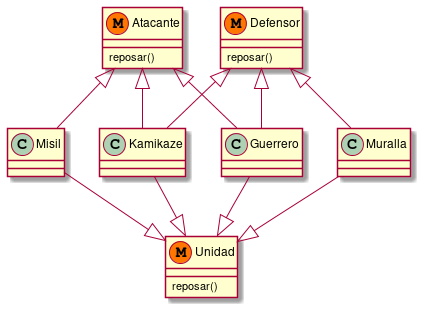 M Atacante
reposar()
M Defensor
reposar()
C Misil
C Kamikaze
C Guerrero
C Muralla
M Unidad
reposar()